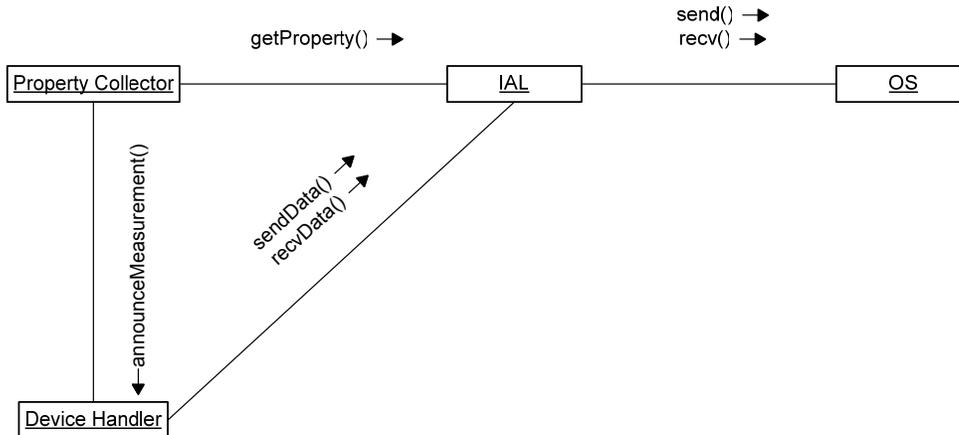 send()
getProperty()
recv()
Property Collector
IAL
OS
announceMeasurement()
sendData()
recvData()
Device Handler